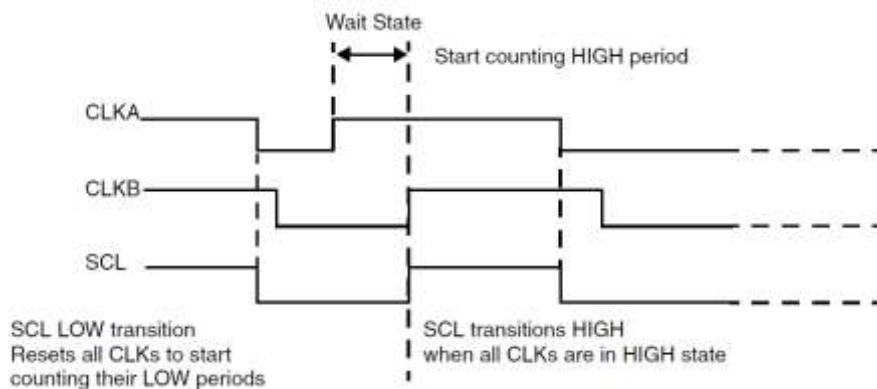 Wait State
Start counting HIGH period
CLKA
CLKB
SCL
SCL LOW transition
Resets all CLKs to start
counting their LOW periods
SCL transitions HIGH
when all CLKs are in HIGH state